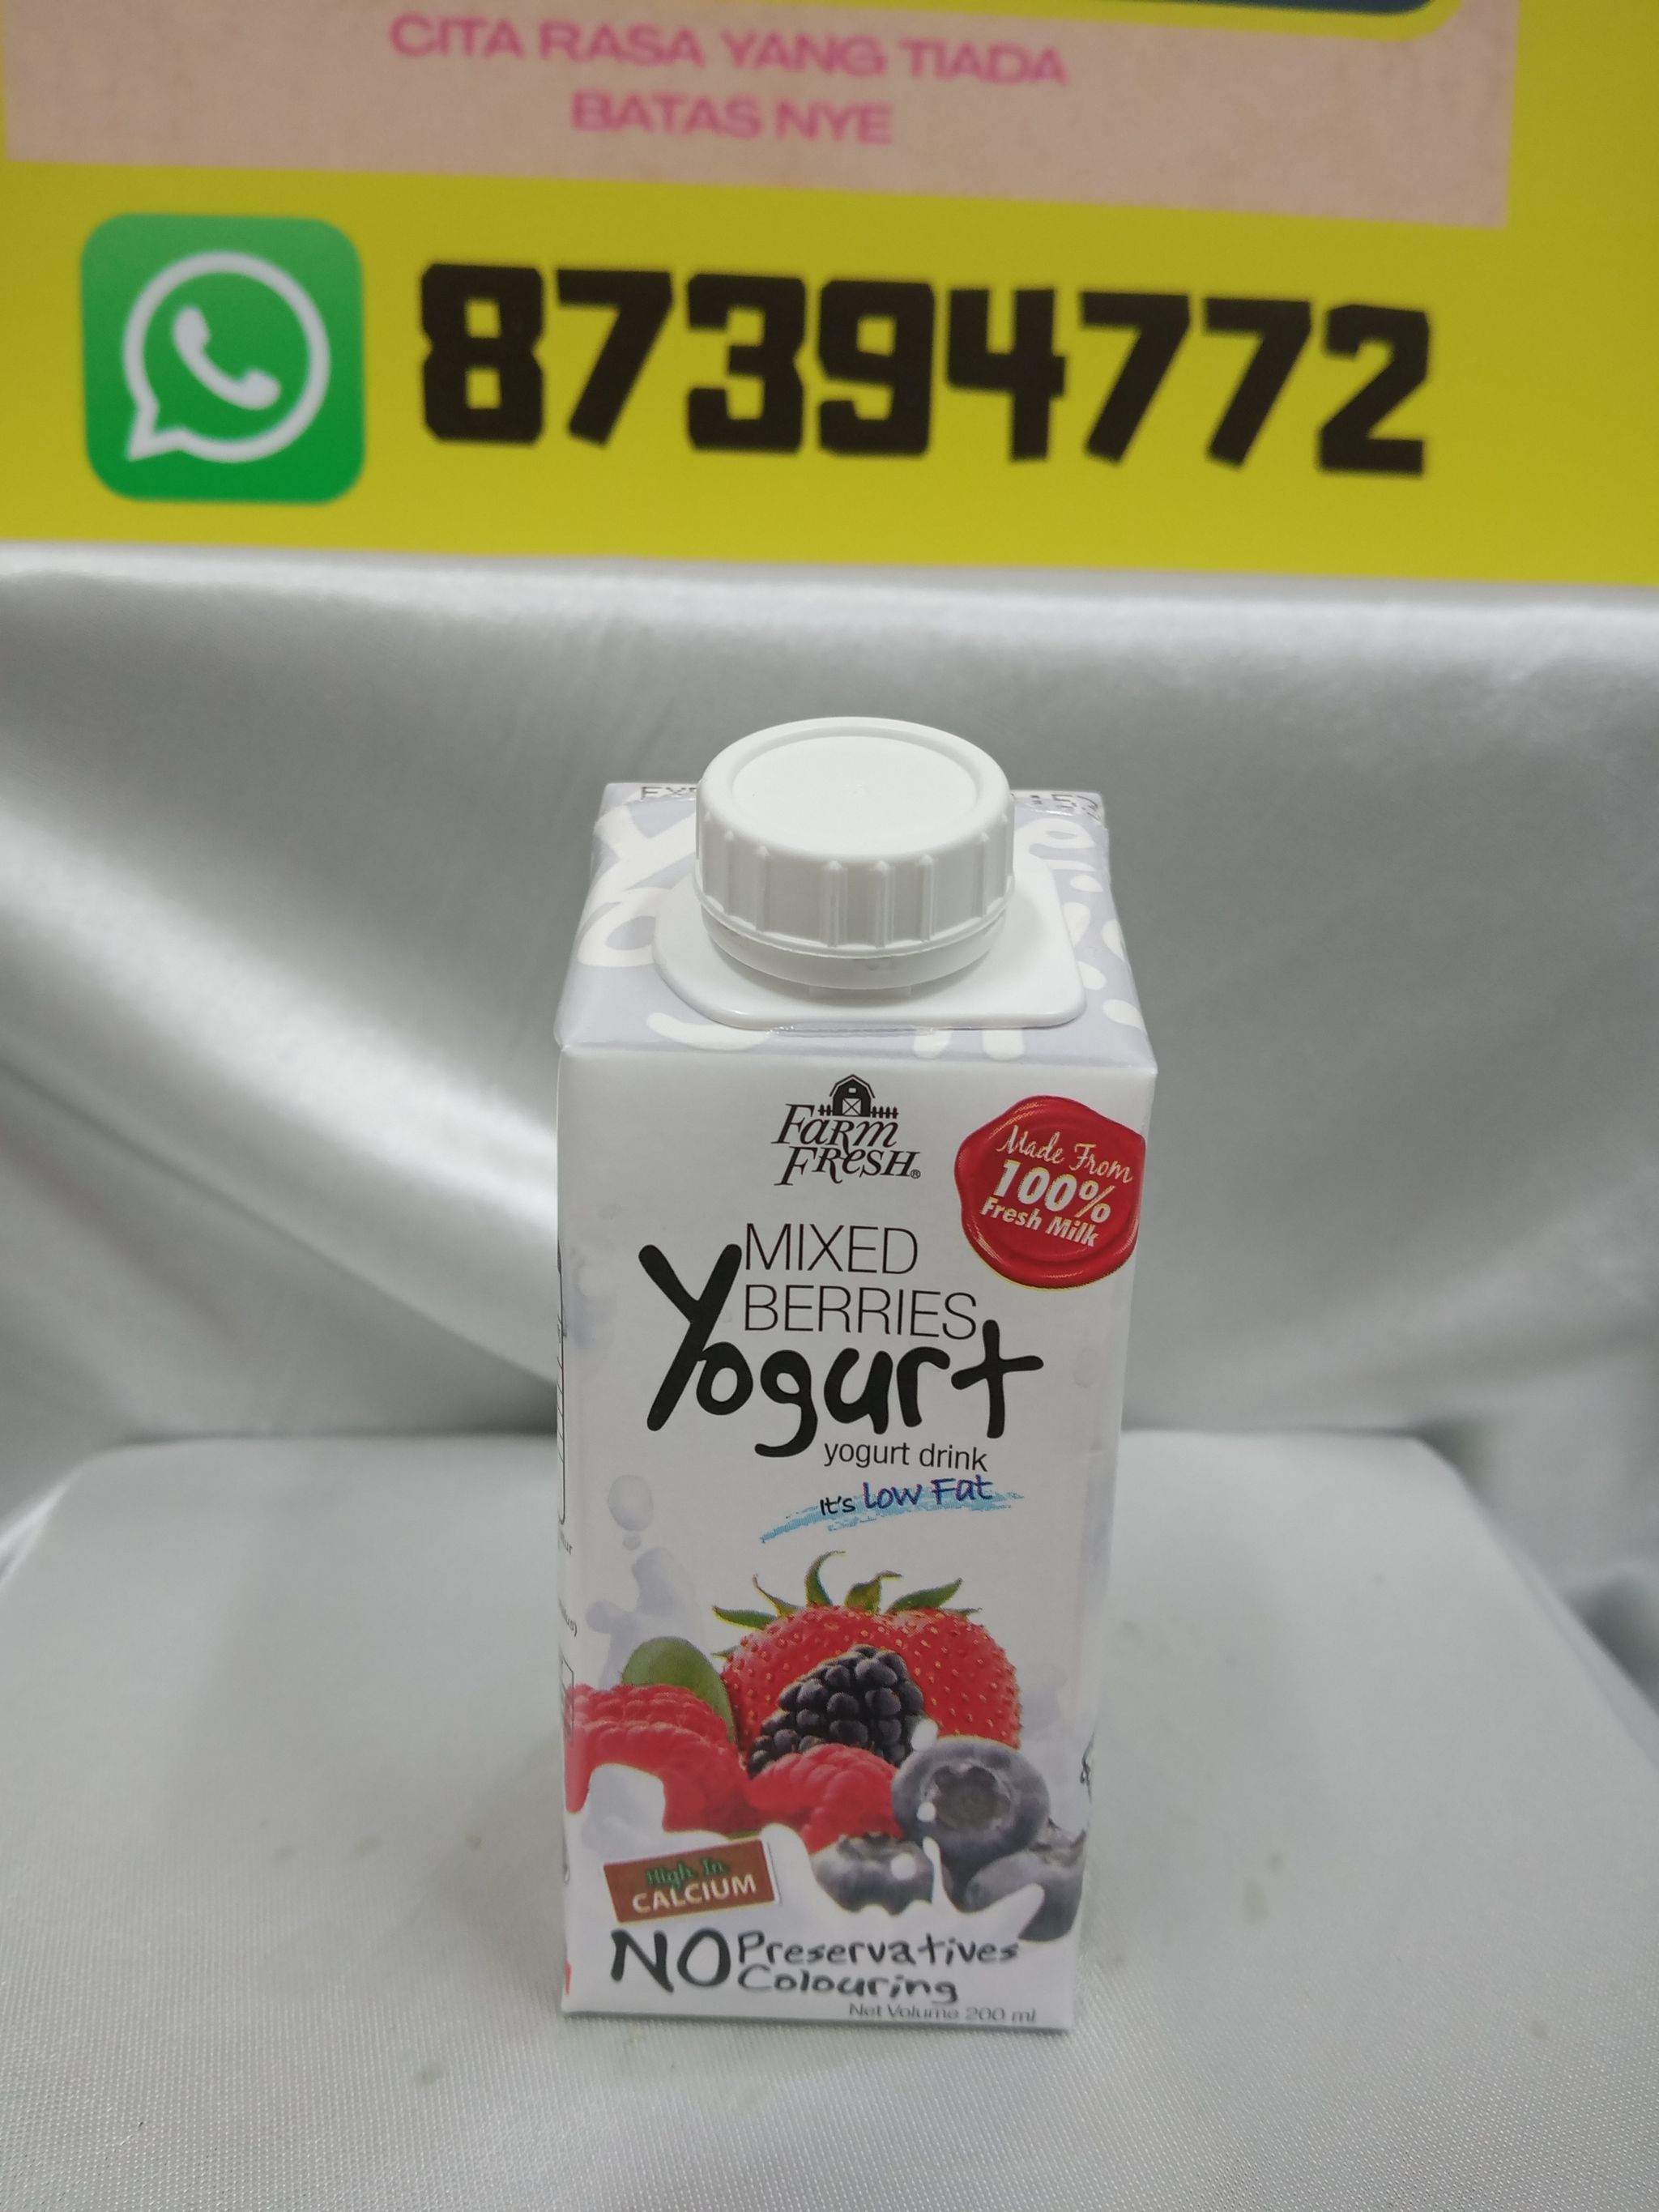 CITA RASA YANG TIADA
BATAS NYE
87394772
FARM
FRESH®
Made From
100%
Fresh Milk
MIXED
BERRIES
Yogurt
yogurt drink
It's Low Fat
High In
CALCIUM
NO Preservatives
Colouring
Net Volume 200 ml